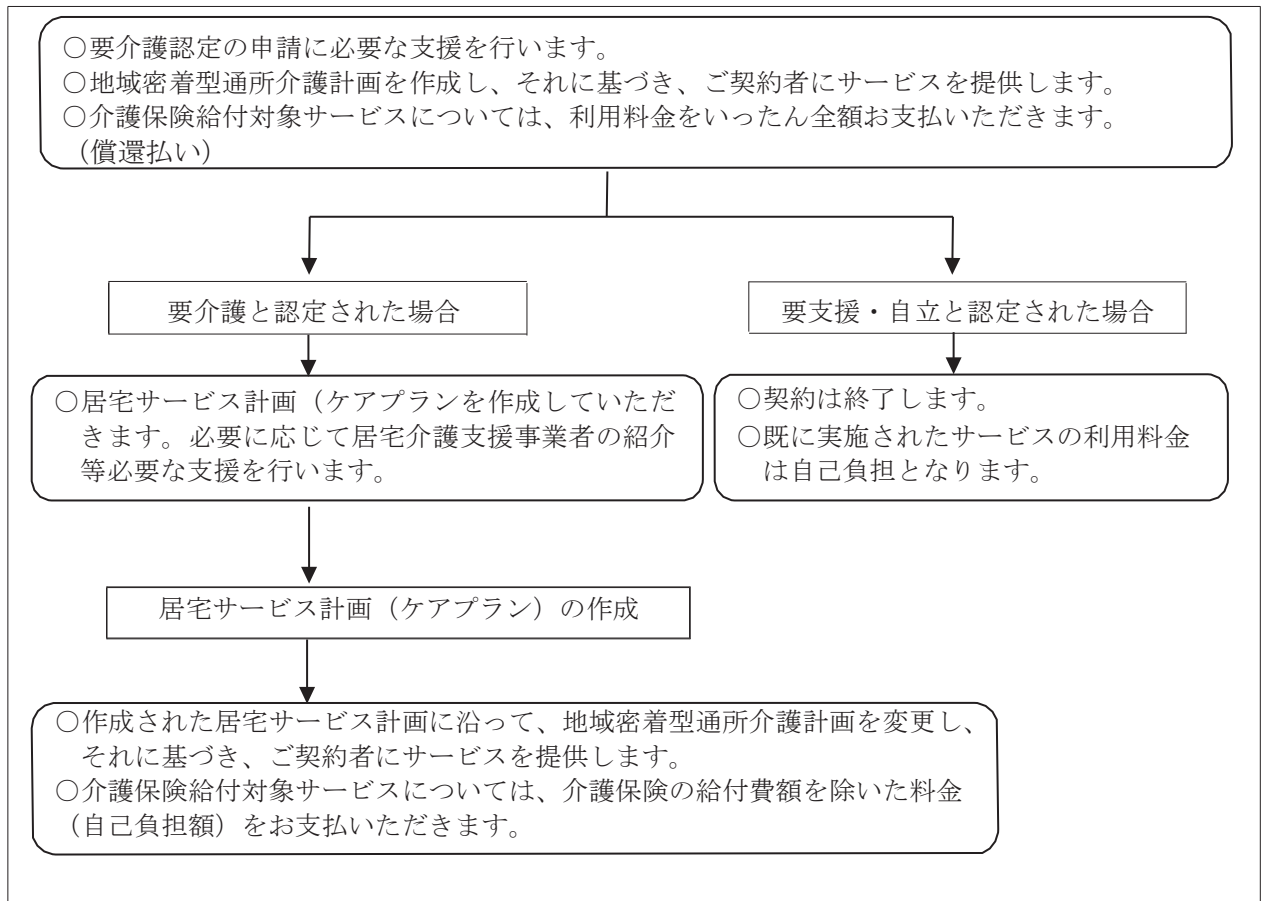 ○要介護認定の申請に必要な支援を行います。
○地域密着型通所介護計画を作成し、それに基づき、ご契約者にサービスを提供します。
○介護保険給付対象サービスについては、利用料金をいったん全額お支払いただきます。
（償還払い）
要介護と認定された場合
要支援・自立と認定された場合
○居宅サービス計画（ケアプランを作成していただ
きます。必要に応じて居宅介護支援事業者の紹介
等必要な支援を行います。
○契約は終了します。
○既に実施されたサービスの利用料金
は自己負担となります。
居宅サービス計画（ケアプラン）の作成
○作成された居宅サービス計画に沿って、地域密着型通所介護計画を変更し、
それに基づき、ご契約者にサービスを提供します。
○介護保険給付対象サービスについては、介護保険の給付費額を除いた料金
（自己負担額）をお支払いただきます。